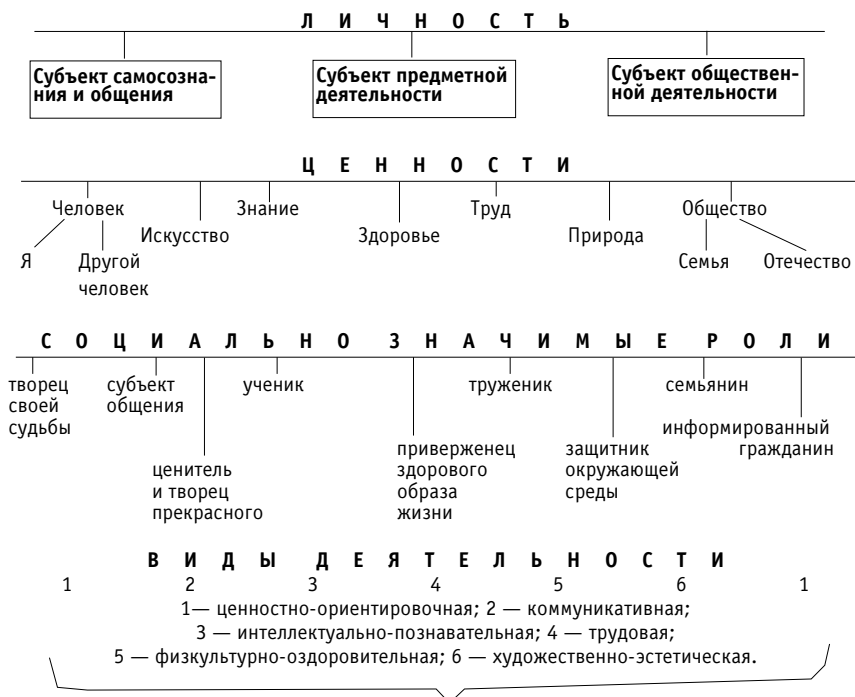 Л И Ч Н О С Т Ь
Субъект самосозна-
ния и общения
Субъект предметной
деятельности
Субъект обществен-
ной деятельности
Ц Е Н Н О С Т И
Человек Знание Труд Общество
Искусство Здоровье Природа
Я Другой
человек
Семья Отечество
С О Ц И А Л Ь Н О З Н А Ч И М Ы Е Р О Л И
творец
своей
судьбы
субъект
общения
ученик
труженик
семьянин
информированный
гражданин
ценитель
и творец
прекрасного
приверженец
здорового
образа
жизни
защитник
окружающей
среды
В И Д Ы Д Е Я Т Е Л Ь Н О С Т И
1 2 3 4 5 6 1
1— ценностно-ориентировочная; 2 — коммуникативная;
3 — интеллектуально-познавательная; 4 — трудовая;
5 — физкультурно-оздоровительная; 6 — художественно-эстетическая.